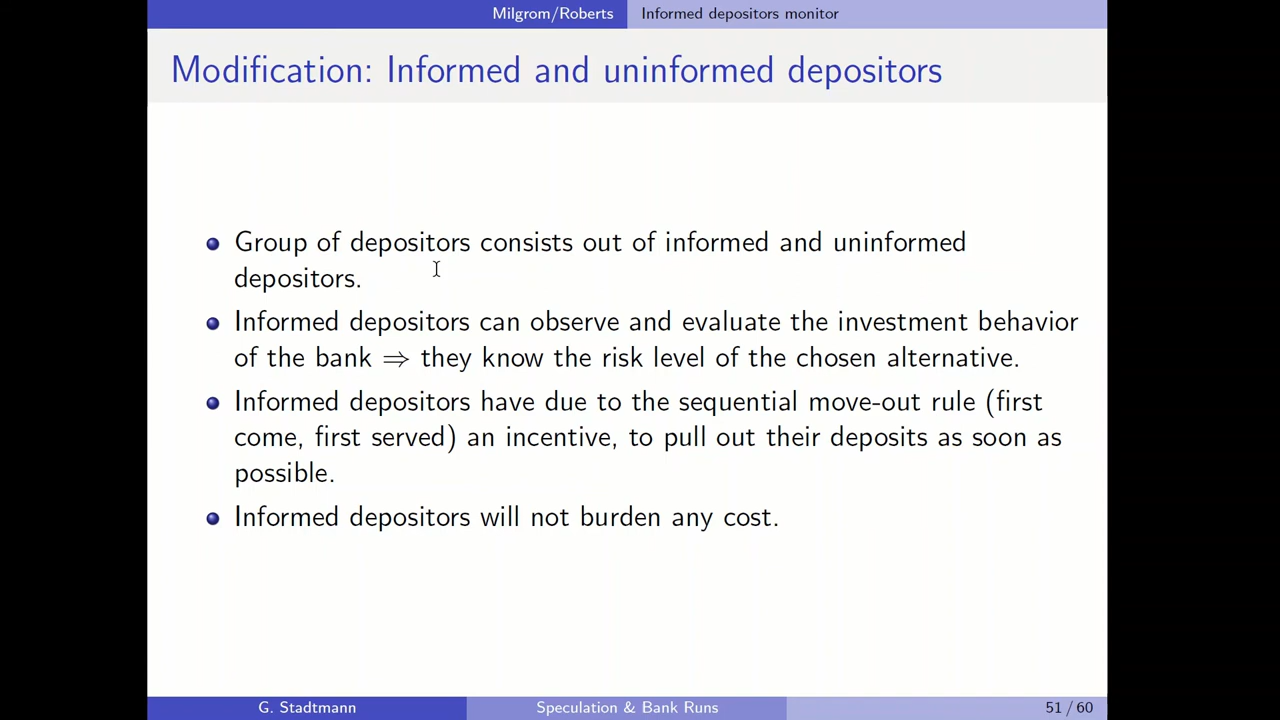 Milgrom/Roberts Informed depositors monitor
Modification: Informed and uninformed depositors
Group of depositors consists out of informed and uninformed
depositors.
Informed depositors can observe and evaluate the investment behavior
of the bank ⇒ they know the risk level of the chosen alternative.
Informed depositors have due to the sequential move-out rule (first
come, first served) an incentive, to pull out their deposits as soon as
possible.
Informed depositors will not burden any cost.
G. Stadtmann Speculation & Bank Runs 51 / 60